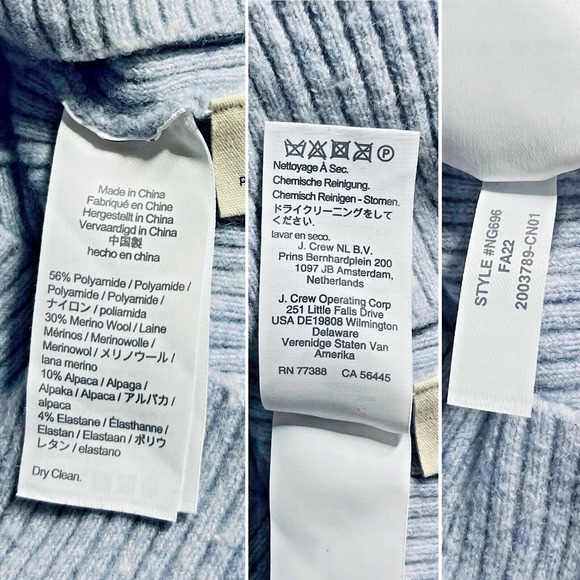 Made in China
Fabriqué en Chine
Hergestellt in China
Vervaardigd in China
中国製
hecho en china
56% Polyamide / Polyamide /
Polyamide / Polyamide /
ナイロン / poliamida
30% Merino Wool / Laine
Mérinos / Merinowolle /
Merinowol / メリノウール /
lana merino
10% Alpaca / Alpaga /
Alpaka / Alpaca / アルパカ /
alpaca
4% Elastane / Élasthanne /
Elastan / Elastaan / ポリウ
レタン / elastano
Dry Clean.
P
Nettoyage À Sec.
Chemische Reinigung.
Chemisch Reinigen - Stomen.
ドライクリーニングをして
ください.
lavar en seco.
J. Crew NL B.V.
Prins Bernhardplein 200
1097 JB Amsterdam,
Netherlands
J. Crew Operating Corp
251 Little Falls Drive
USA DE19808 Wilmington
Delaware
Verenidge Staten Van
Amerika
RN 77388 CA 56445
STYLE #NG696
FA22
2003789-CN01